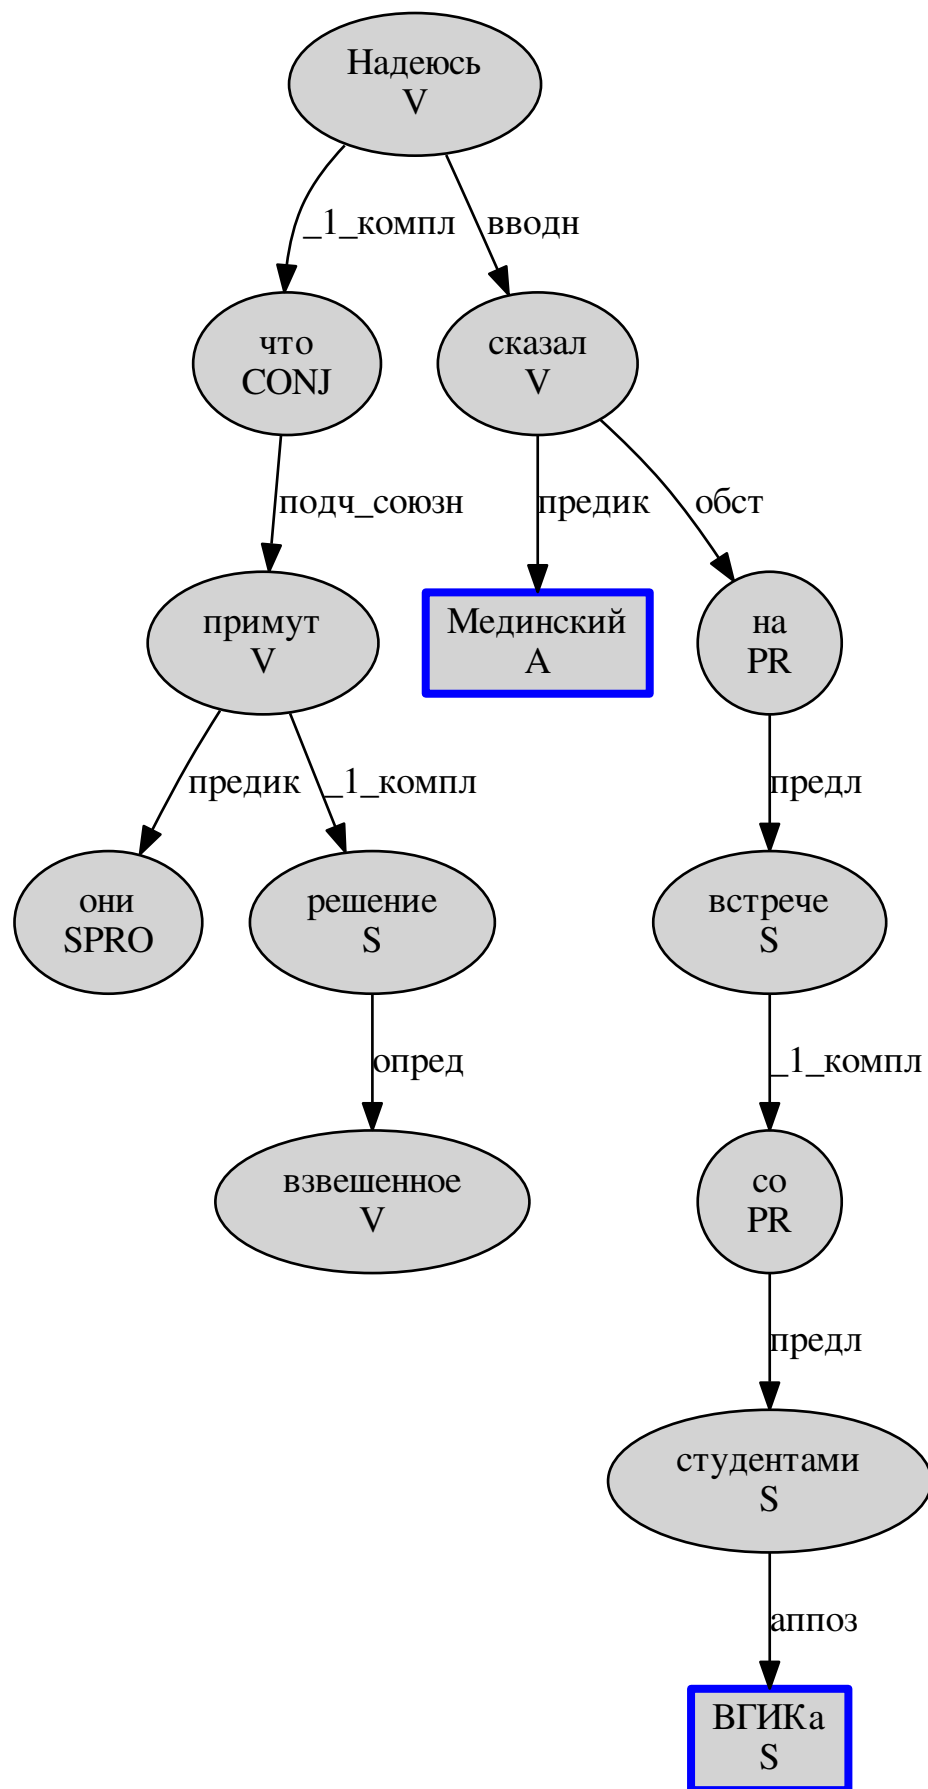 Надеюсь
V
_1_компл
вводн
что
CONJ
сказал
V
подч_союзн
предик
обст
примут
V
Мединский
A
на
PR
предик
_1_компл
предл
они
SPRO
решение
S
встрече
S
опред
_1_компл
взвешенное
V
со
PR
предл
студентами
S
аппоз
ВГИКа
S